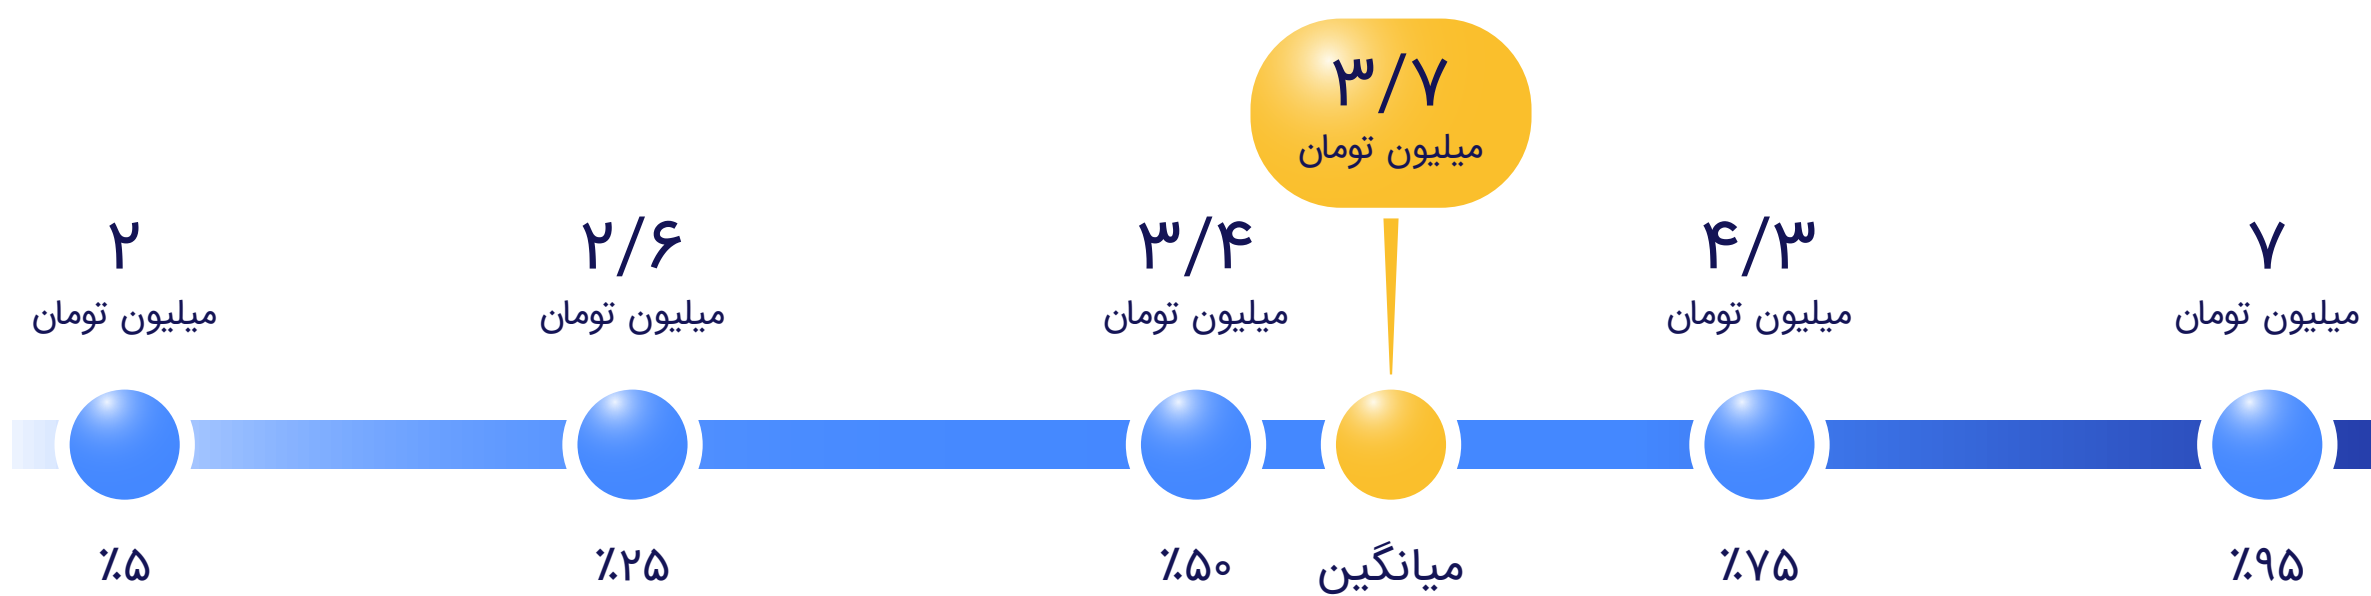 ۳/۷
میلیون تومان
۲
میلیون تومان
۲/۶
میلیون تومان
۳/۴
میلیون تومان
۴/۳
میلیون تومان
۷
میلیون تومان
٪۵
٪۲۵
٪۵۰
میانگین
٪۷۵
٪۹۵